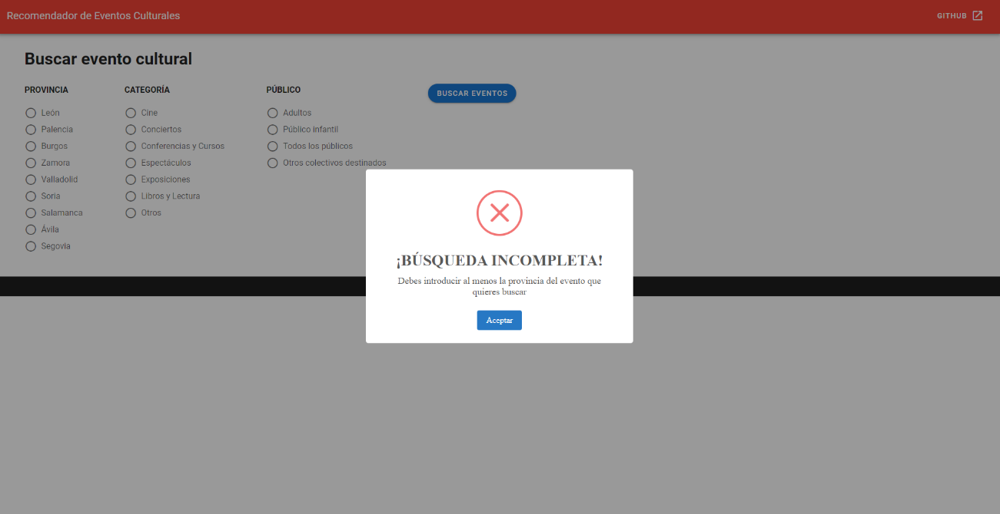 Recomendador de Eventos Culturales
GITHUB
Buscar evento cultural
PROVINCIA
León
Palencia
Burgos
Zamora
Valladolid
Soria
Salamanca
Ávila
Segovia
CATEGORÍA
Cine
Conciertos
Conferencias y Cursos
Espectáculos
Exposiciones
Libros y Lectura
Otros
PÚBLICO
Adultos
Público infantil
Todos los públicos
Otros colectivos destinados
BUSCAR EVENTOS
¡BÚSQUEDA INCOMPLETA!
Debes introducir al menos la provincia del evento que
quieres buscar
Aceptar